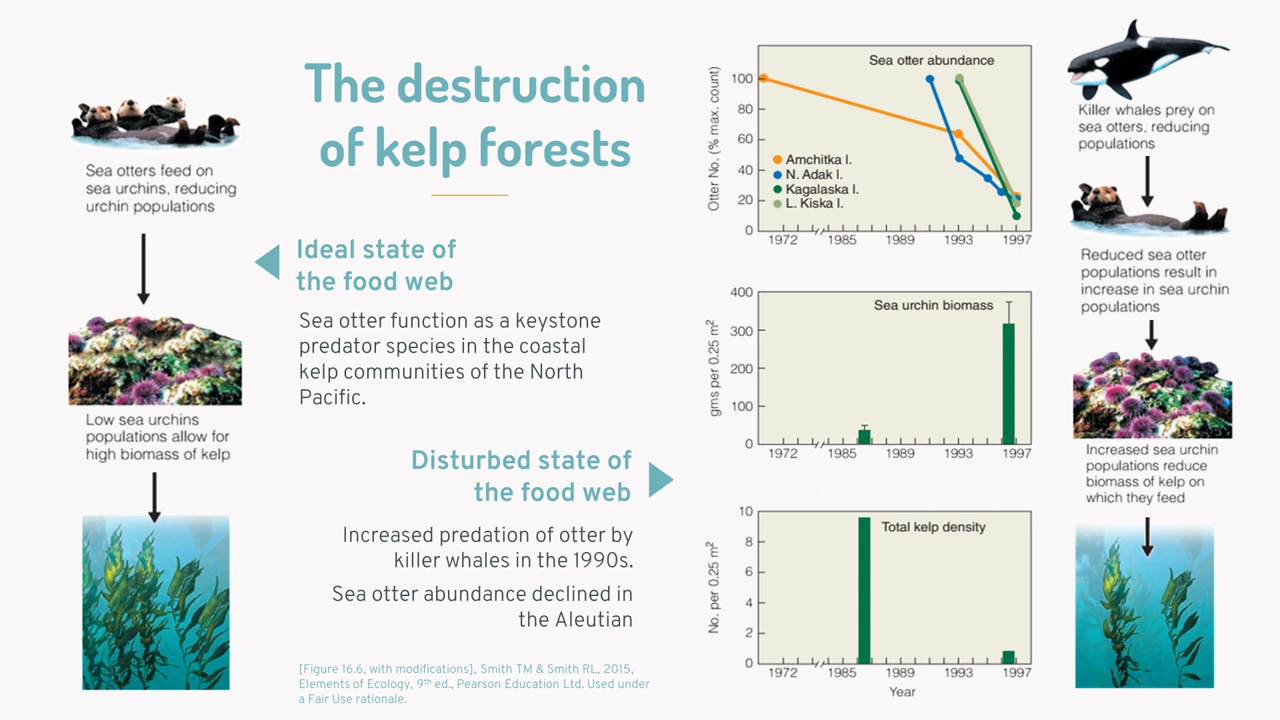 The destruction
of kelp forests
Sea otters feed on
sea urchins, reducing
urchin populations
Low sea urchins
populations allow for
high biomass of kelp
Ideal state of
the food web
Sea otter function as a keystone
predator species in the coastal
kelp communities of the North
Pacific.
Disturbed state of
the food web
Increased predation of otter by
killer whales in the 1990s.
Sea otter abundance declined in
the Aleutian
[Figure 16.6, with modifications], Smith TM & Smith RL, 2015,
Elements of Ecology, 9th ed., Pearson Education Ltd. Used under
a Fair Use rationale.
Sea otter abundance
Otter No. (% max. count)
100
80
60
40
20
0
Amchitka I.
N. Adak I.
Kagalaska I.
L. Kiska I.
1972 1985 1989 1993 1997
Sea urchin biomass
gms per 0.25 m²
400
300
200
100
0
1972 1985 1989 1993 1997
Total kelp density
No. per 0.25 m²
10
8
6
4
2
0
1972 1985 1989 1993 1997
Year
Killer whales prey on
sea otters, reducing
populations
Reduced sea otter
populations result in
increase in sea urchin
populations
Increased sea urchin
populations reduce
biomass of kelp on
which they feed